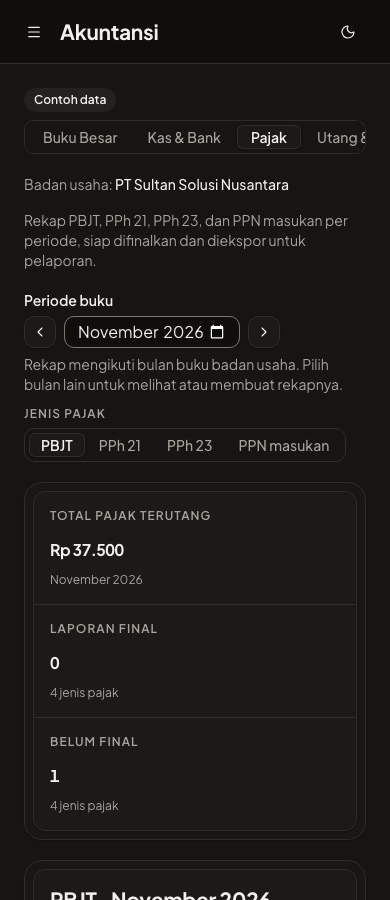 Akuntansi
Contoh data
Buku Besar Kas & Bank Pajak Utang &
Badan usaha: PT Sultan Solusi Nusantara
Rekap PBJT, PPh 21, PPh 23, dan PPN masukan per
periode, siap difinalkan dan diekspor untuk
pelaporan.
Periode buku
November 2026
Rekap mengikuti bulan buku badan usaha. Pilih
bulan lain untuk melihat atau membuat rekapnya.
JENIS PAJAK
PBJT PPh 21 PPh 23 PPN masukan
TOTAL PAJAK TERUTANG
Rp 37.500
November 2026
LAPORAN FINAL
0
4 jenis pajak
BELUM FINAL
1
4 jenis pajak
PBJT November 2026